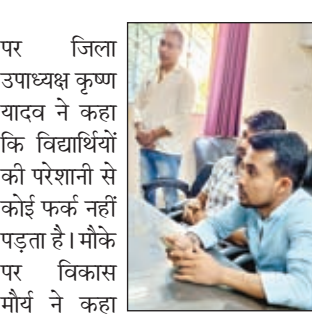 पर जिला
उपाध्यक्ष कृष्ण
यादव ने कहा
कि विद्यार्थियों
की परेशानी से
कोई फर्क नहीं
पड़ता है। मौके
पर विकास
मौर्य ने कहा